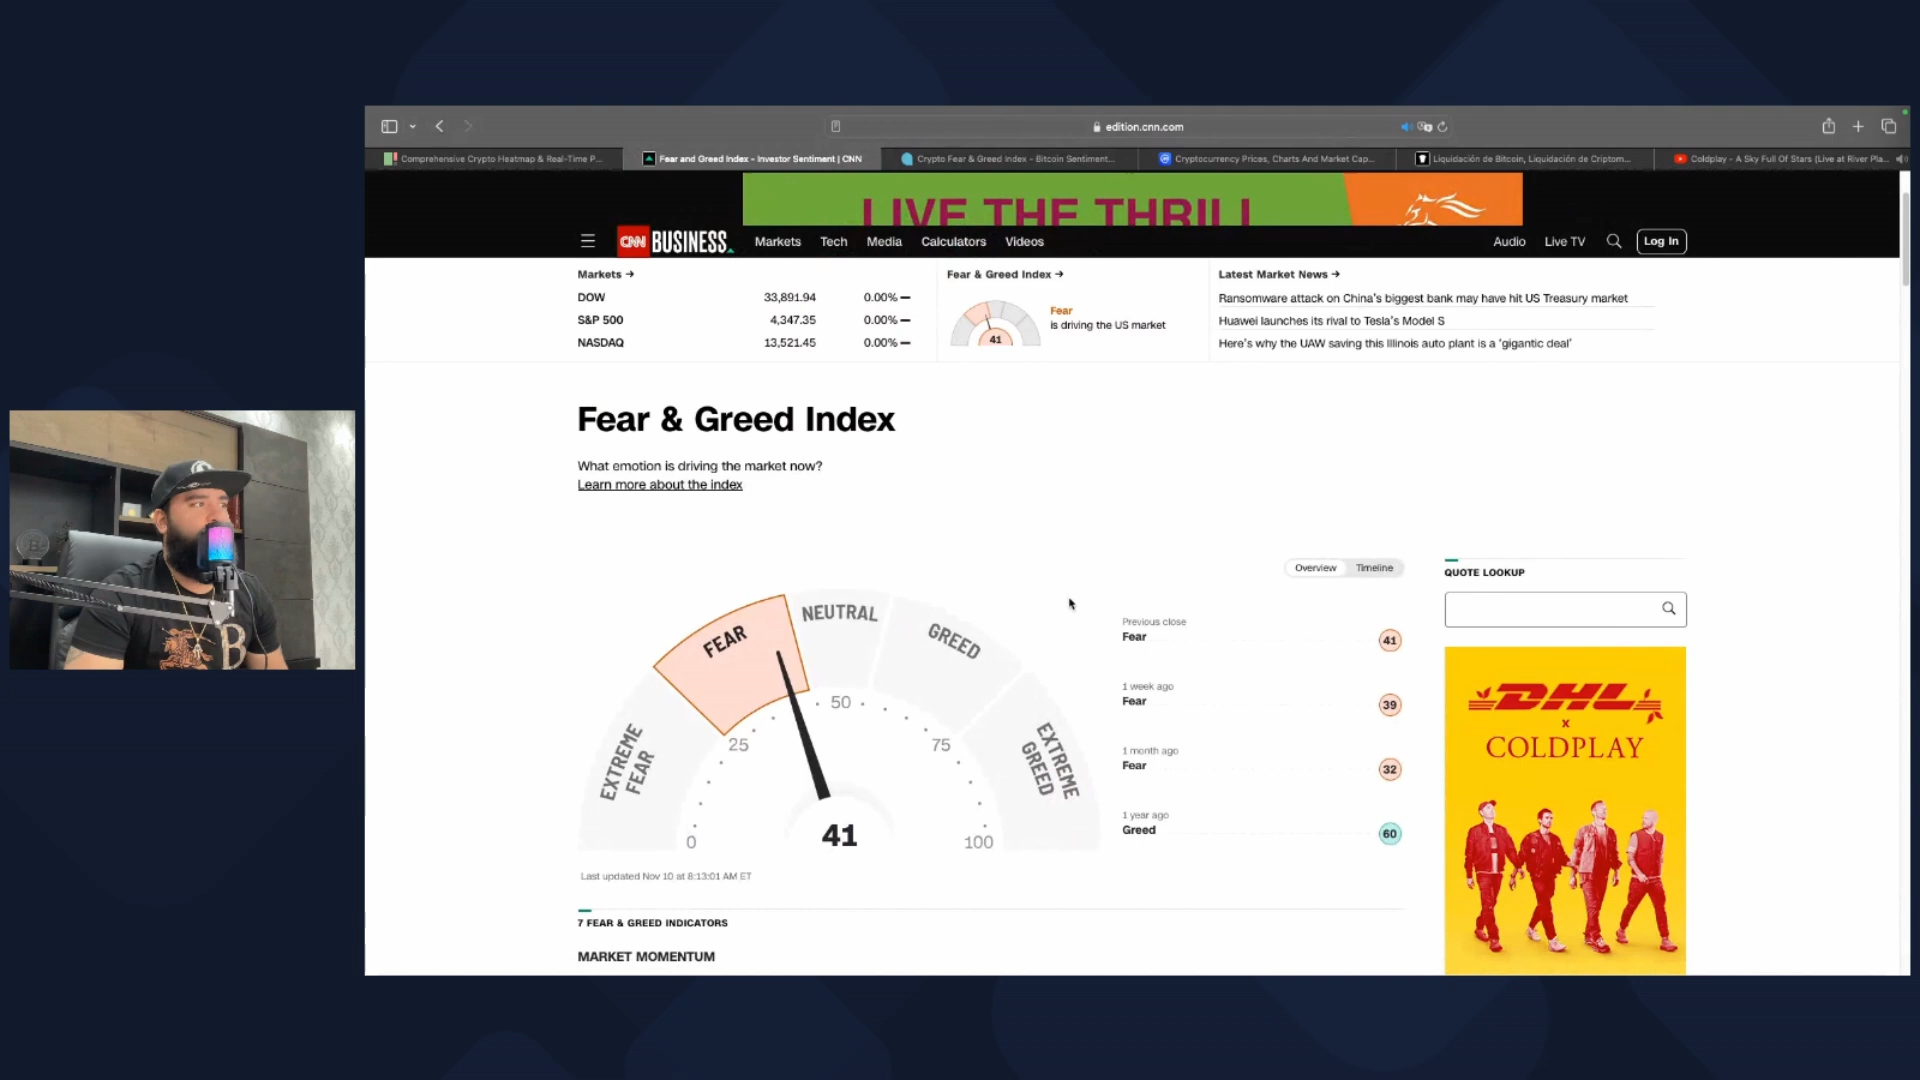 edition.cnn.com
Comprehensive Crypto Heatmap & Real-Time P...
Fear and Greed Index - Investor Sentiment | CNN
Crypto Fear & Greed Index - Bitcoin Sentiment...
Cryptocurrency Prices, Charts And Market Cap...
Liquidación de Bitcoin, Liquidación de Criptom...
Coldplay - A Sky Full Of Stars (Live at River Pla...
LIVE THE THRILL
CNN BUSINESS
Markets
Tech
Media
Calculators
Videos
Audio
Live TV
Log In
Markets →
DOW 33,891.94 0.00%
S&P 500 4,347.35 0.00%
NASDAQ 13,521.45 0.00%
Fear & Greed Index →
41
Fear
is driving the US market
Latest Market News →
Ransomware attack on China's biggest bank may have hit US Treasury market
Huawei launches its rival to Tesla's Model S
Here's why the UAW saving this Illinois auto plant is a 'gigantic deal'
Fear & Greed Index
What emotion is driving the market now?
Learn more about the index
Overview
Timeline
EXTREME
FEAR
FEAR
NEUTRAL
GREED
EXTREME
GREED
0
25
50
75
100
41
Last updated Nov 10 at 8:13:01 AM ET
Previous close
Fear 41
1 week ago
Fear 39
1 month ago
Fear 32
1 year ago
Greed 60
QUOTE LOOKUP
DHL
x
COLDPLAY
7 FEAR & GREED INDICATORS
MARKET MOMENTUM
B
B